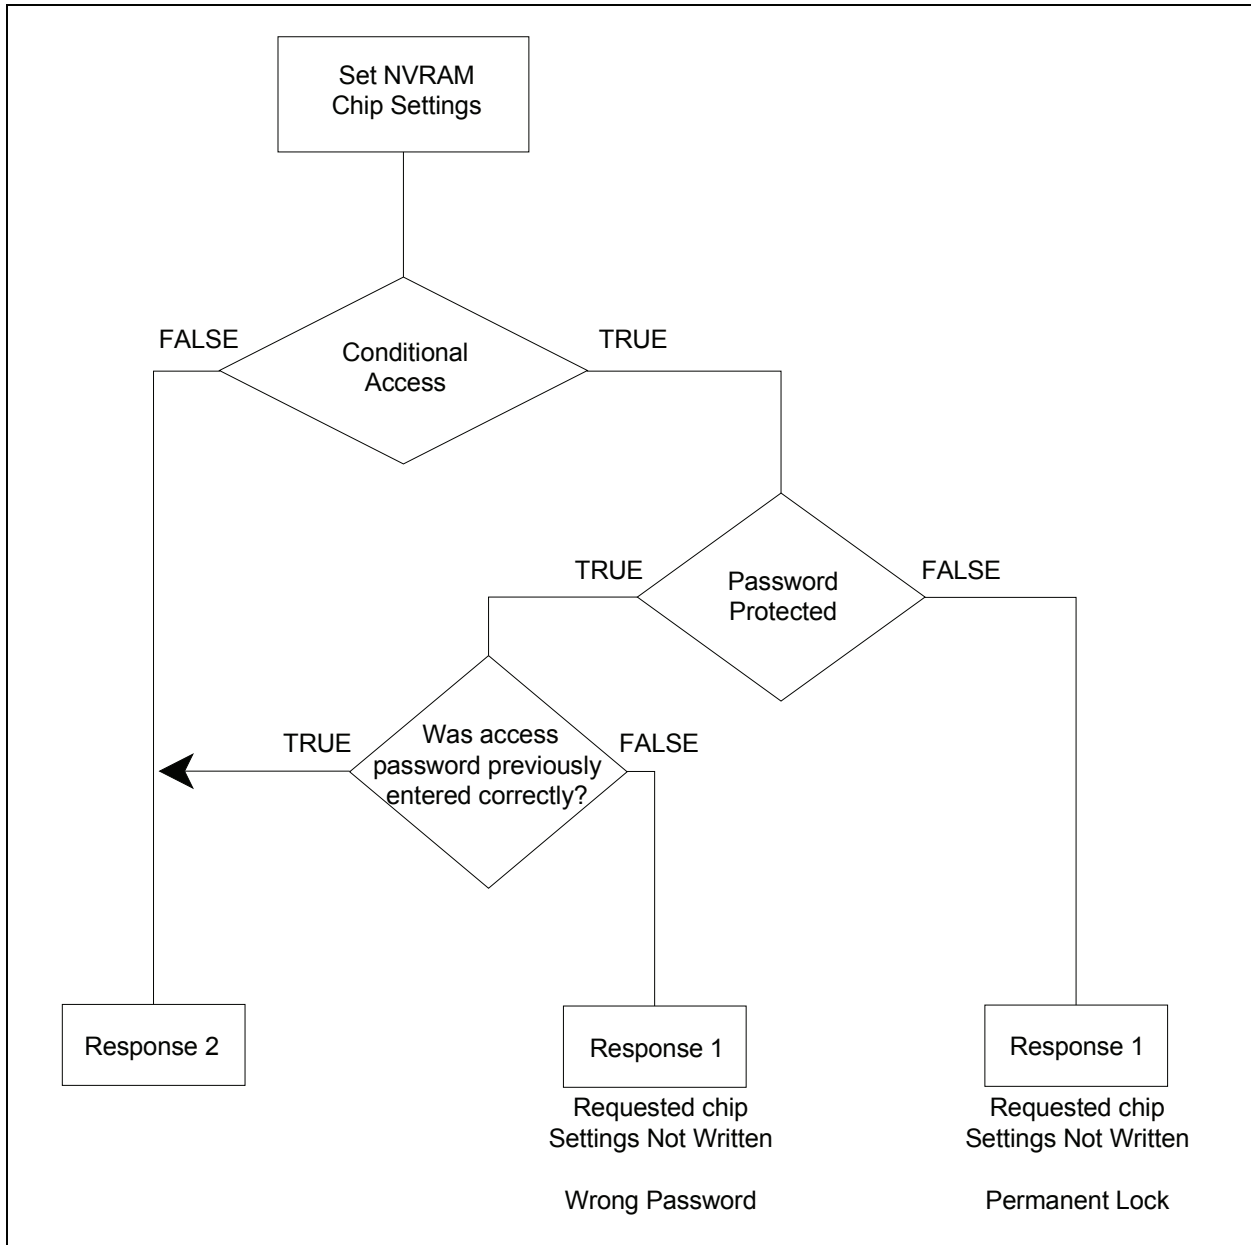 Set NVRAM
Chip Settings
FALSE
TRUE
Conditional
Access
TRUE
FALSE
Password
Protected
TRUE
FALSE
Was access
password previously
entered correctly?
Response 2
Response 1
Response 1
Requested chip
Settings Not Written
Requested chip
Settings Not Written
Wrong Password
Permanent Lock